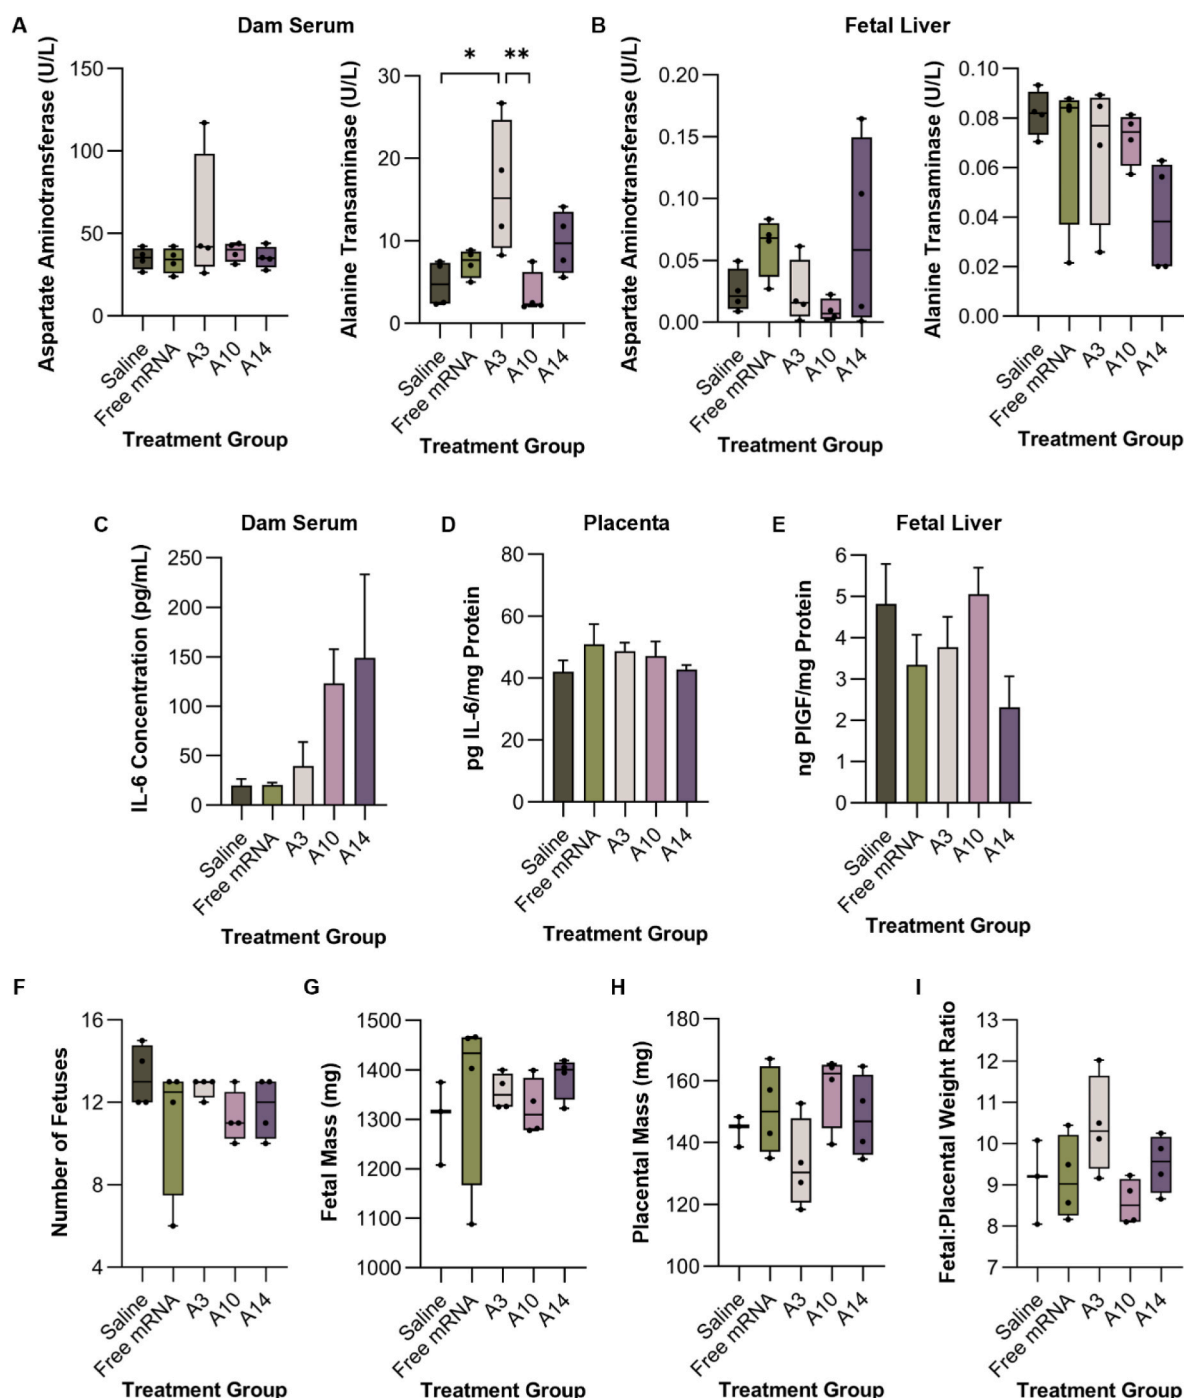 A
Dam Serum
Aspartate Aminotransferase (U/L)
150
100
50
0
Saline
Free mRNA
A3
A10
A14
Treatment Group
Alanine Transaminase (U/L)
30
20
10
0
*
**
Saline
Free mRNA
A3
A10
A14
Treatment Group
B
Fetal Liver
Aspartate Aminotransferase (U/L)
0.20
0.15
0.10
0.05
0.00
Saline
Free mRNA
A3
A10
A14
Treatment Group
Alanine Transaminase (U/L)
0.10
0.08
0.06
0.04
0.02
0.00
Saline
Free mRNA
A3
A10
A14
Treatment Group
C
Dam Serum
IL-6 Concentration (pg/mL)
250
200
150
100
50
0
Saline
Free mRNA
A3
A10
A14
Treatment Group
D
Placenta
pg IL-6/mg Protein
80
60
40
20
0
Saline
Free mRNA
A3
A10
A14
Treatment Group
E
Fetal Liver
ng PlGF/mg Protein
6
5
4
3
2
1
0
Saline
Free mRNA
A3
A10
A14
Treatment Group
F
Number of Fetuses
16
12
8
4
Saline
Free mRNA
A3
A10
A14
Treatment Group
G
Fetal Mass (mg)
1500
1400
1300
1200
1100
1000
Saline
Free mRNA
A3
A10
A14
Treatment Group
H
Placental Mass (mg)
180
160
140
120
100
Saline
Free mRNA
A3
A10
A14
Treatment Group
I
Fetal:Placental Weight Ratio
13
12
11
10
9
8
7
Saline
Free mRNA
A3
A10
A14
Treatment Group